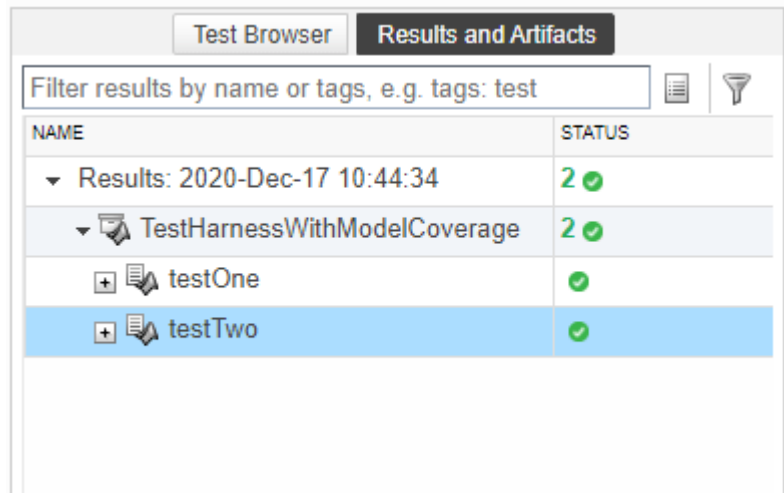 Test Browser Results and Artifacts
Filter results by name or tags, e.g. tags: test
NAME STATUS
Results: 2020-Dec-17 10:44:34 2
TestHarnessWithModelCoverage 2
testOne
testTwo